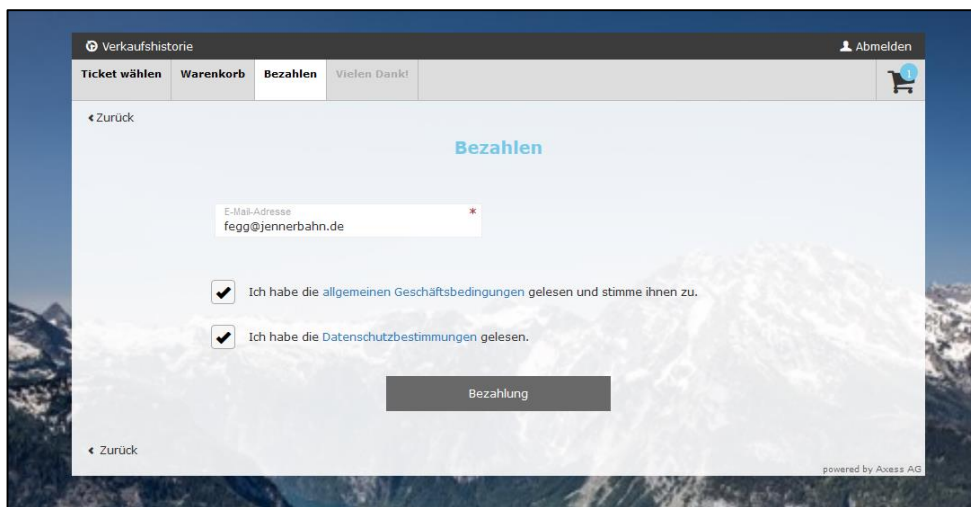 Verkaufshistorie
Abmelden
Ticket wählen
Warenkorb
Bezahlen
Vielen Dank!
1
Zurück
Bezahlen
E-Mail-Adresse
*
fegg@jennerbahn.de
Ich habe die allgemeinen Geschäftsbedingungen gelesen und stimme ihnen zu.
Ich habe die Datenschutzbestimmungen gelesen.
Bezahlung
Zurück
powered by Axess AG